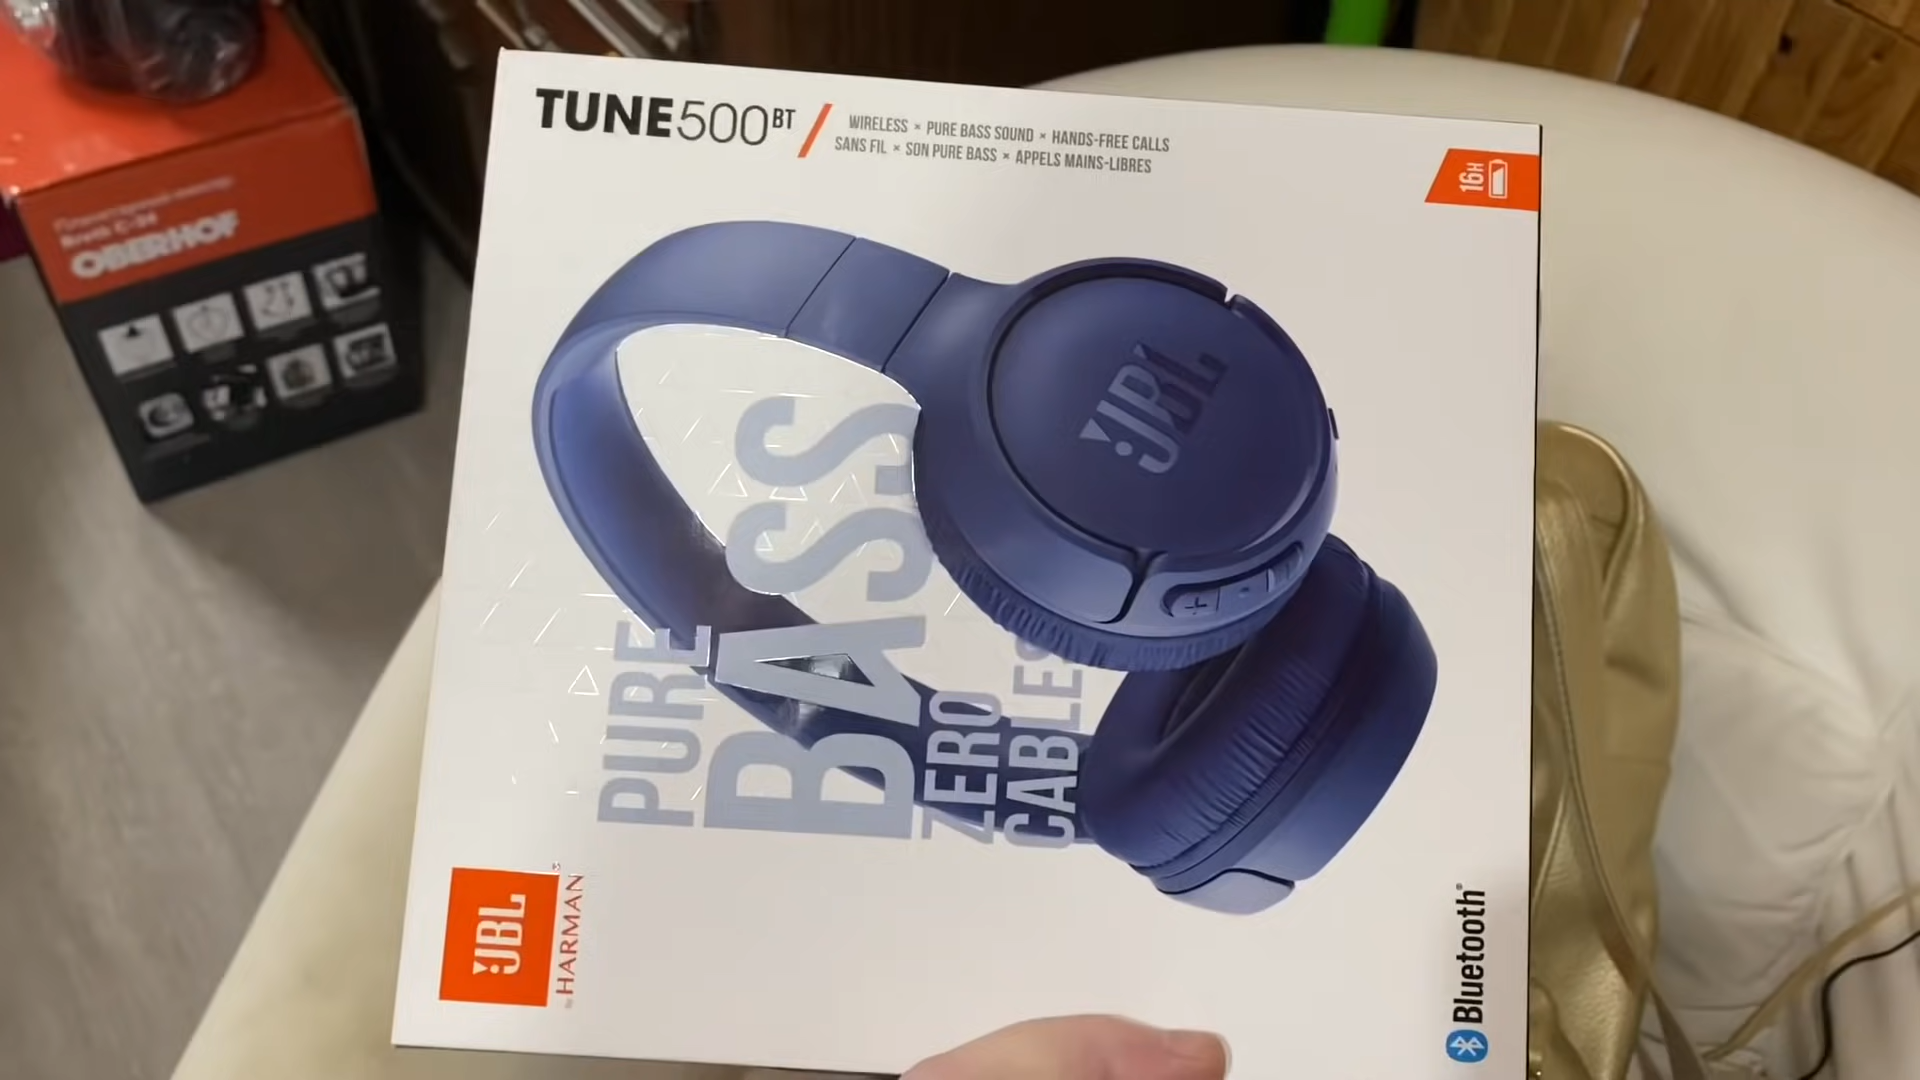 TUNE500BT
WIRELESS × PURE BASS SOUND × HANDS-FREE CALLS
SANS FIL × SON PURE BASS × APPELS MAINS-LIBRES
16H
JBL
PURE
BASS
ZERO
CABLES
JBL
by HARMAN
Bluetooth®
OBERHOF